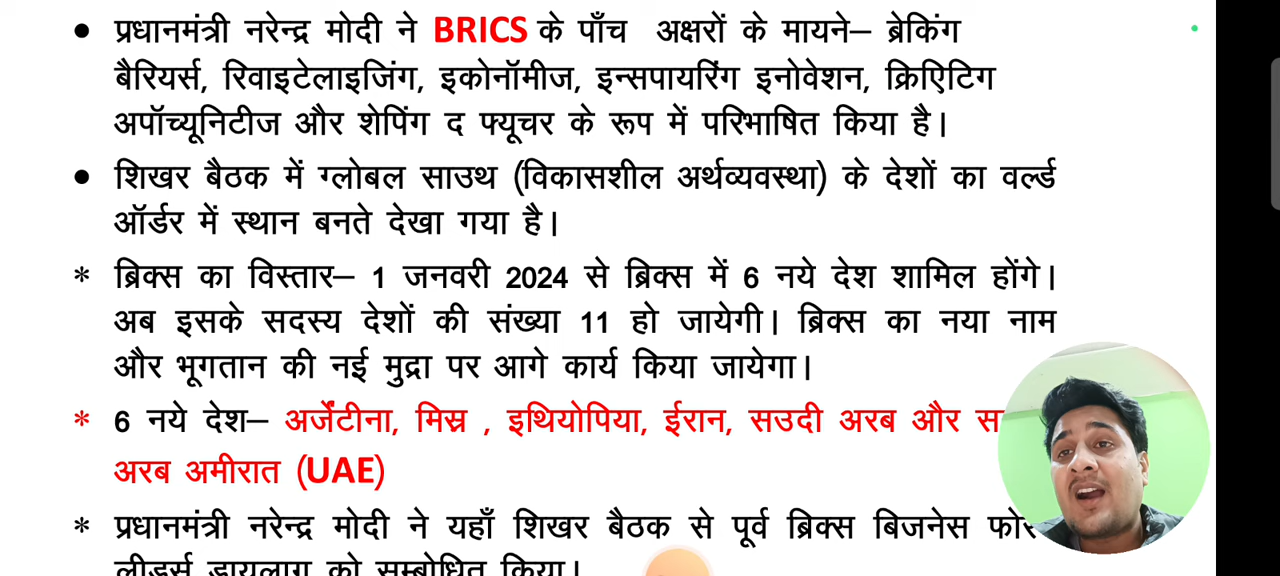 • प्रधानमंत्री नरेन्द्र मोदी ने BRICS के पाँच अक्षरों के मायने– ब्रेकिंग
बैरियर्स, रिवाइटेलाइजिंग, इकोनॉमीज, इन्सपायरिंग इनोवेशन, क्रिएिटिग
अपॉच्यूनिटीज और शेपिंग द फ्यूचर के रूप में परिभाषित किया है।
• शिखर बैठक में ग्लोबल साउथ (विकासशील अर्थव्यवस्था) के देशों का वर्ल्ड
ऑर्डर में स्थान बनते देखा गया है।
* ब्रिक्स का विस्तार– 1 जनवरी 2024 से ब्रिक्स में 6 नये देश शामिल होंगे।
अब इसके सदस्य देशों की संख्या 11 हो जायेगी। ब्रिक्स का नया नाम
और भूगतान की नई मुद्रा पर आगे कार्य किया जायेगा।
* 6 नये देश– अर्जेंटीना, मिस्र , इथियोपिया, ईरान, सउदी अरब और
अरब अमीरात (UAE)
* प्रधानमंत्री नरेन्द्र मोदी ने यहाँ शिखर बैठक से पूर्व ब्रिक्स बिजनेस
लीडर्स डायलाग को सम्बोधित किया।